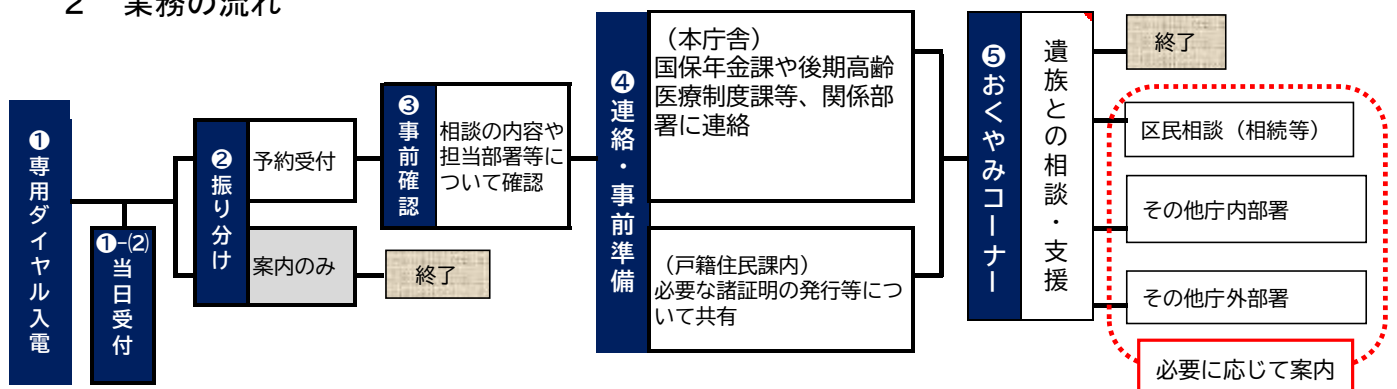 ２　業務の流れ
❶専用ダイヤル入電
❶-⑵当日受付
❷振り分け
予約受付
案内のみ
終了
❸事前確認
相談の内容や
担当部署等に
ついて確認
❹連絡・事前準備
（本庁舎）
国保年金課や後期高齢
医療制度課等、関係部
署に連絡
（戸籍住民課内）
必要な諸証明の発行等につ
いて共有
❺おくやみコーナー
遺族との相談・支援
終了
区民相談（相続等）
その他庁内部署
その他庁外部署
必要に応じて案内